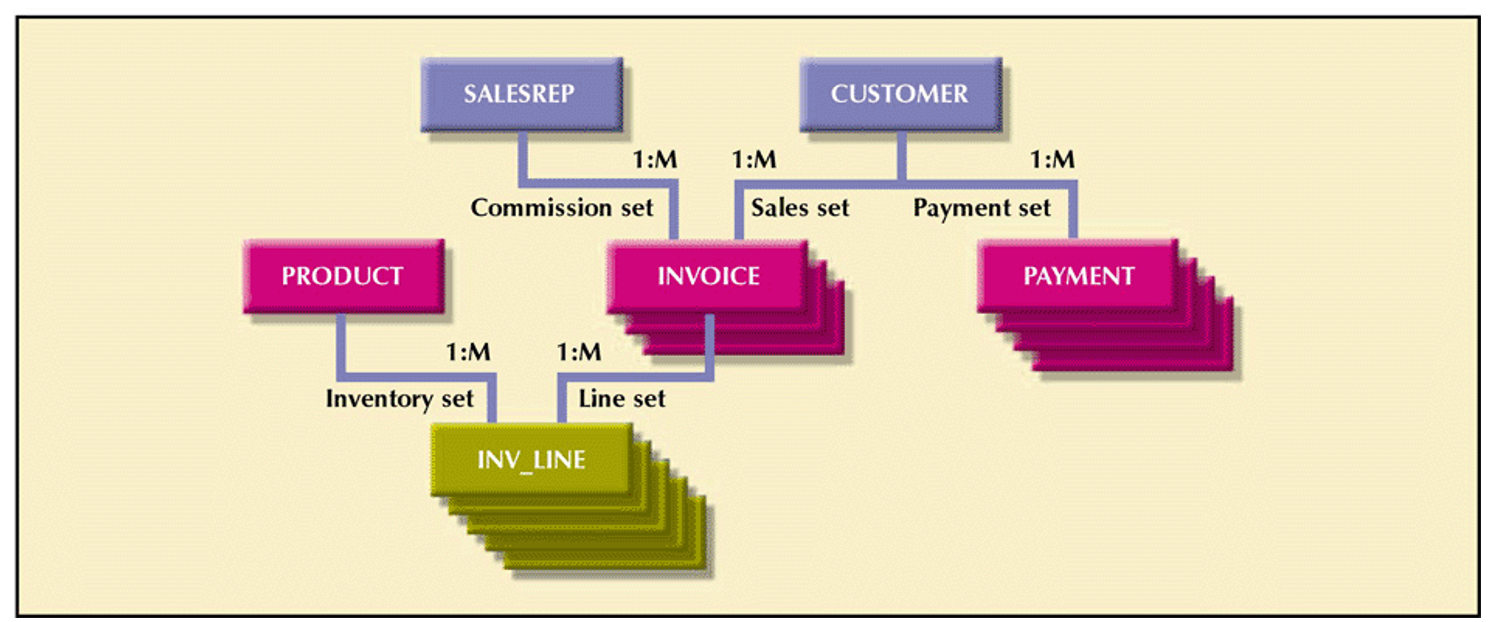 SALESREP
CUSTOMER
1:M
1:M
1:M
Commission set
Sales set
Payment set
PRODUCT
INVOICE
PAYMENT
1:M
1:M
Inventory set
Line set
INV_LINE